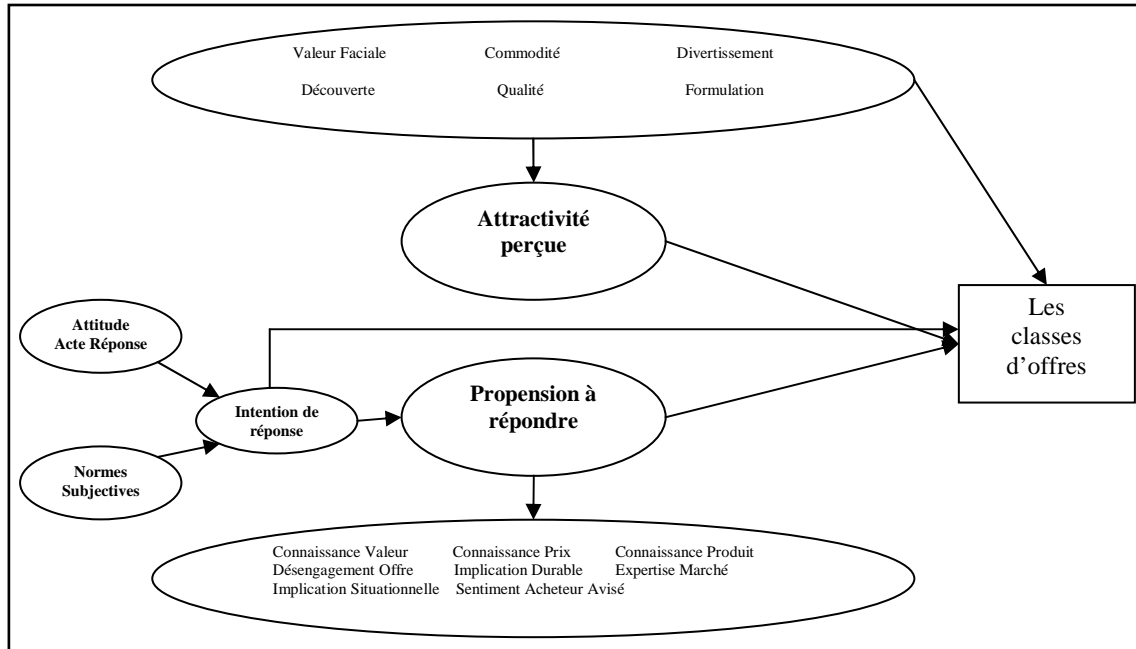 Valeur Faciale Commodité Divertissement
Découverte Qualité Formulation
Attractivité
perçue
Les
classes
d’offres
Attitude
Acte Réponse
Propension à
répondre
Intention de
réponse
Normes
Subjectives
Connaissance Valeur Connaissance Prix Connaissance Produit
Désengagement Offre Implication Durable Expertise Marché
Implication Situationnelle Sentiment Acheteur Avisé